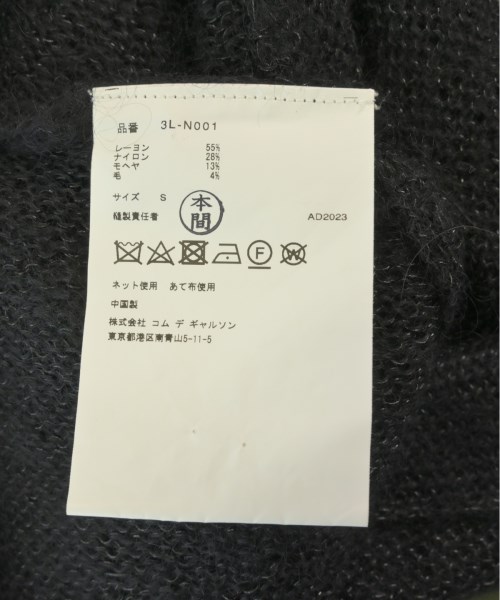 品番 3L-N001
レーヨン 55%
ナイロン 28%
モヘヤ 13%
毛 4%
サイズ S
縫製責任者 本間 AD2023
F W
ネット使用 あて布使用
中国製
株式会社 コム デ ギャルソン
東京都港区南青山5-11-5